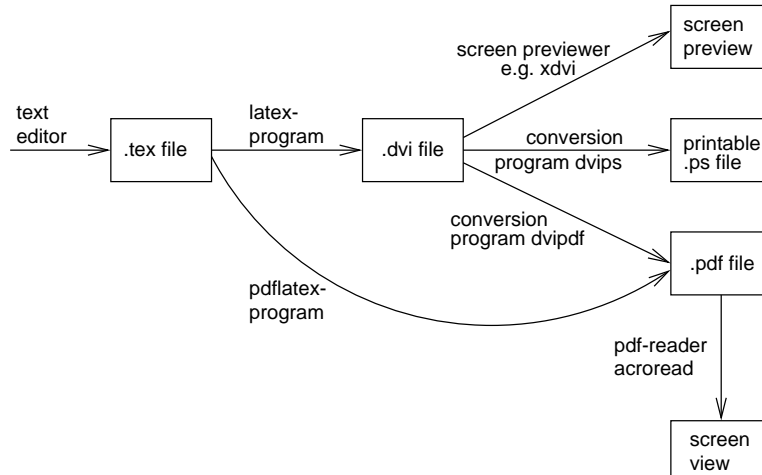 screen
preview
screen previewer
e.g. xdvi
text
editor
latex-
program
.tex file
.dvi file
conversion
program dvips
printable
.ps file
conversion
program dvipdf
.pdf file
pdflatex-
program
pdf-reader
acroread
screen
view